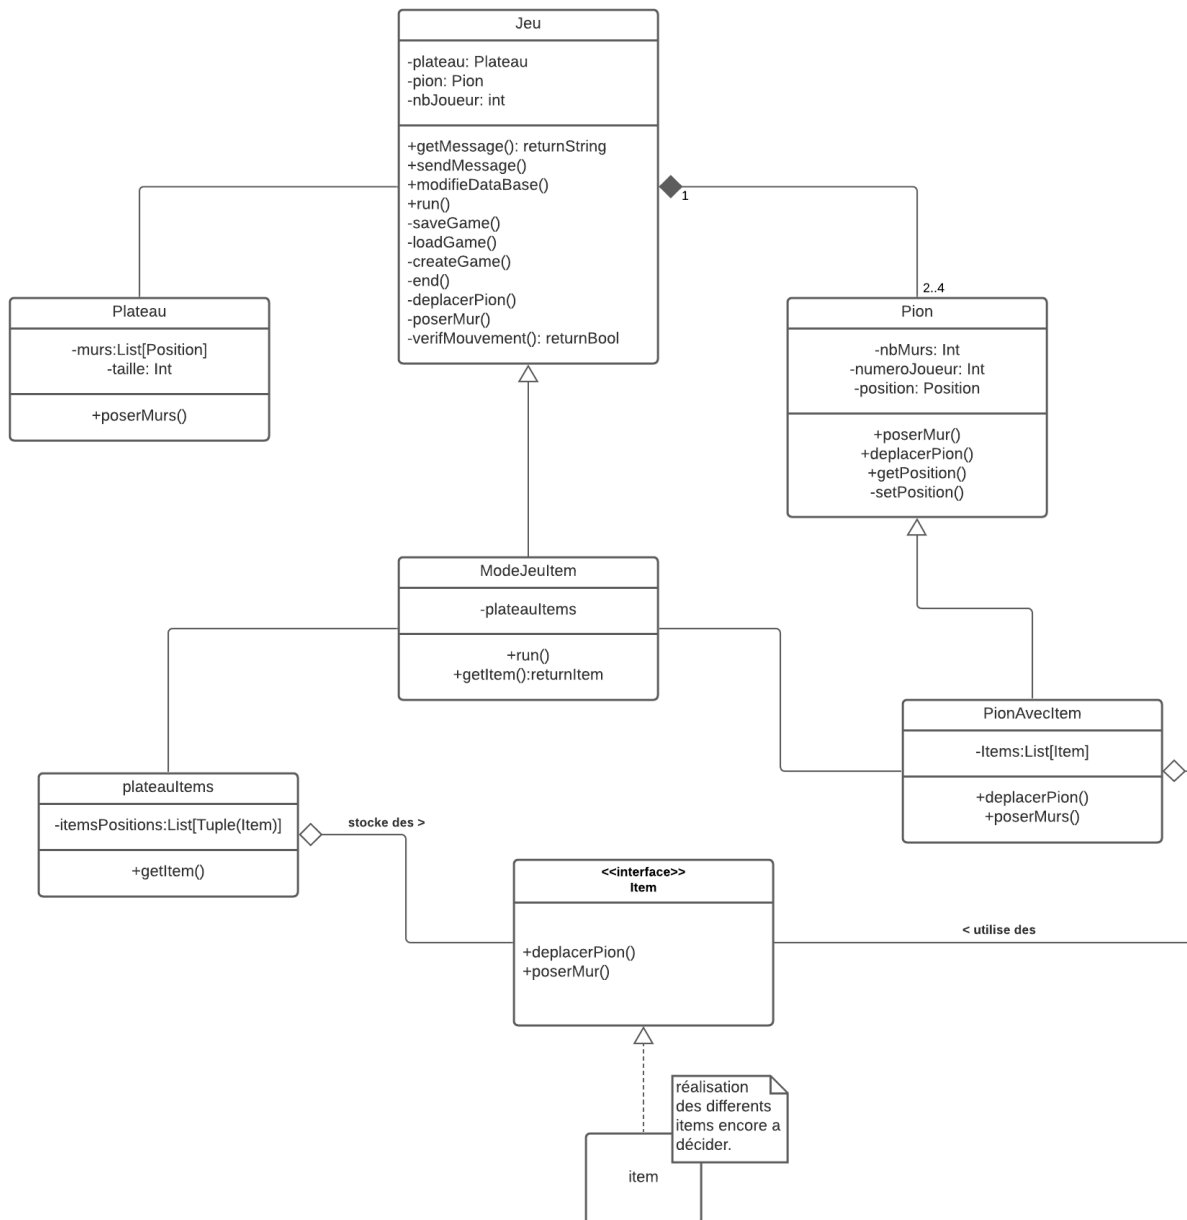 Jeu
-plateau: Plateau
-pion: Pion
-nbJoueur: int
+getMessage(): returnString
+sendMessage()
+modifieDataBase()
+run()
-saveGame()
-loadGame()
-createGame()
-end()
-deplacerPion()
-poserMur()
-verifMouvement(): returnBool
1
2..4
Plateau
-murs:List[Position]
-taille: Int
+poserMurs()
Pion
-nbMurs: Int
-numeroJoueur: Int
-position: Position
+poserMur()
+deplacerPion()
+getPosition()
-setPosition()
ModeJeuItem
-plateauItems
+run()
+getItem():returnItem
PionAvecItem
-Items:List[Item]
+deplacerPion()
+poserMurs()
plateauItems
-itemsPositions:List[Tuple(Item)]
+getItem()
stocke des >
<<interface>>
Item
+deplacerPion()
+poserMur()
< utilise des
réalisation
des differents
items encore a
décider.
item